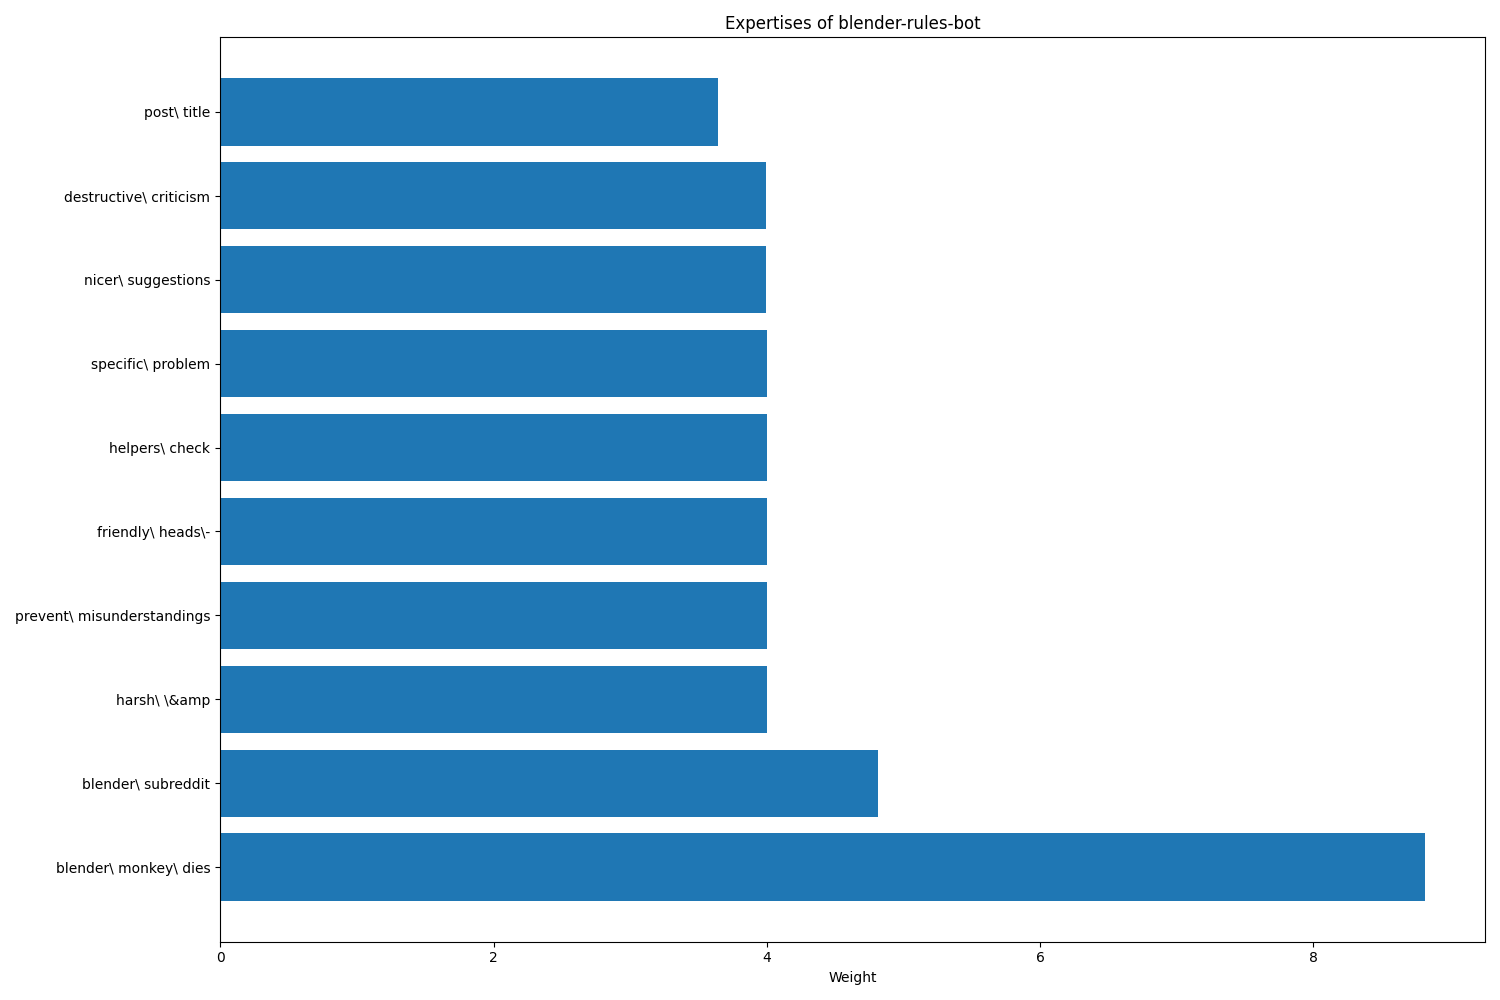 Expertises of blender-rules-bot
post\ title
destructive\ criticism
nicer\ suggestions
specific\ problem
helpers\ check
friendly\ heads\-
prevent\ misunderstandings
harsh\ \&amp
blender\ subreddit
blender\ monkey\ dies
0 2 4 6 8
Weight